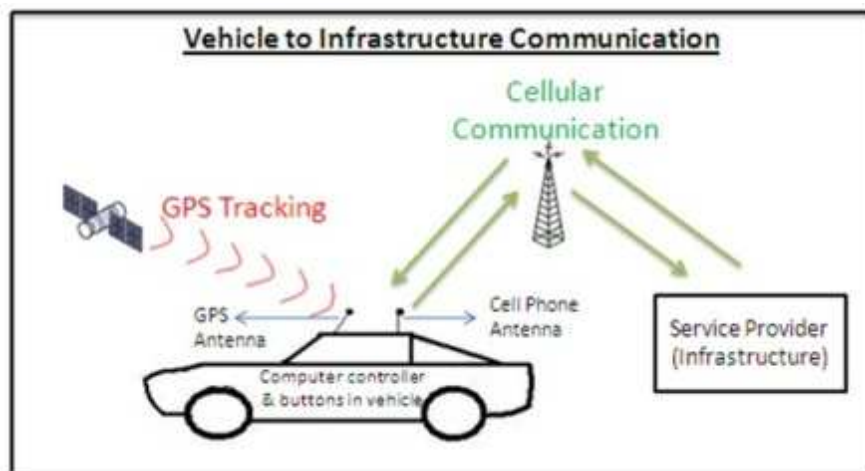 Vehicle to Infrastructure Communication
Cellular
Communication
GPS Tracking
GPS
Antenna
Cell Phone
Antenna
Service Provider
(Infrastructure)
Computer controller
& buttons in vehicle